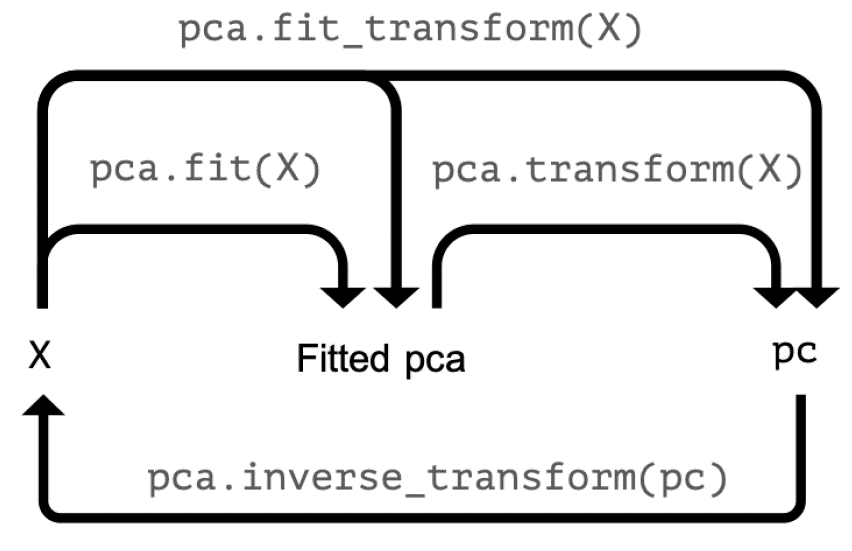 pca.fit_transform(X)
pca.fit(X)
pca.transform(X)
X
Fitted pca
pc
pca.inverse_transform(pc)